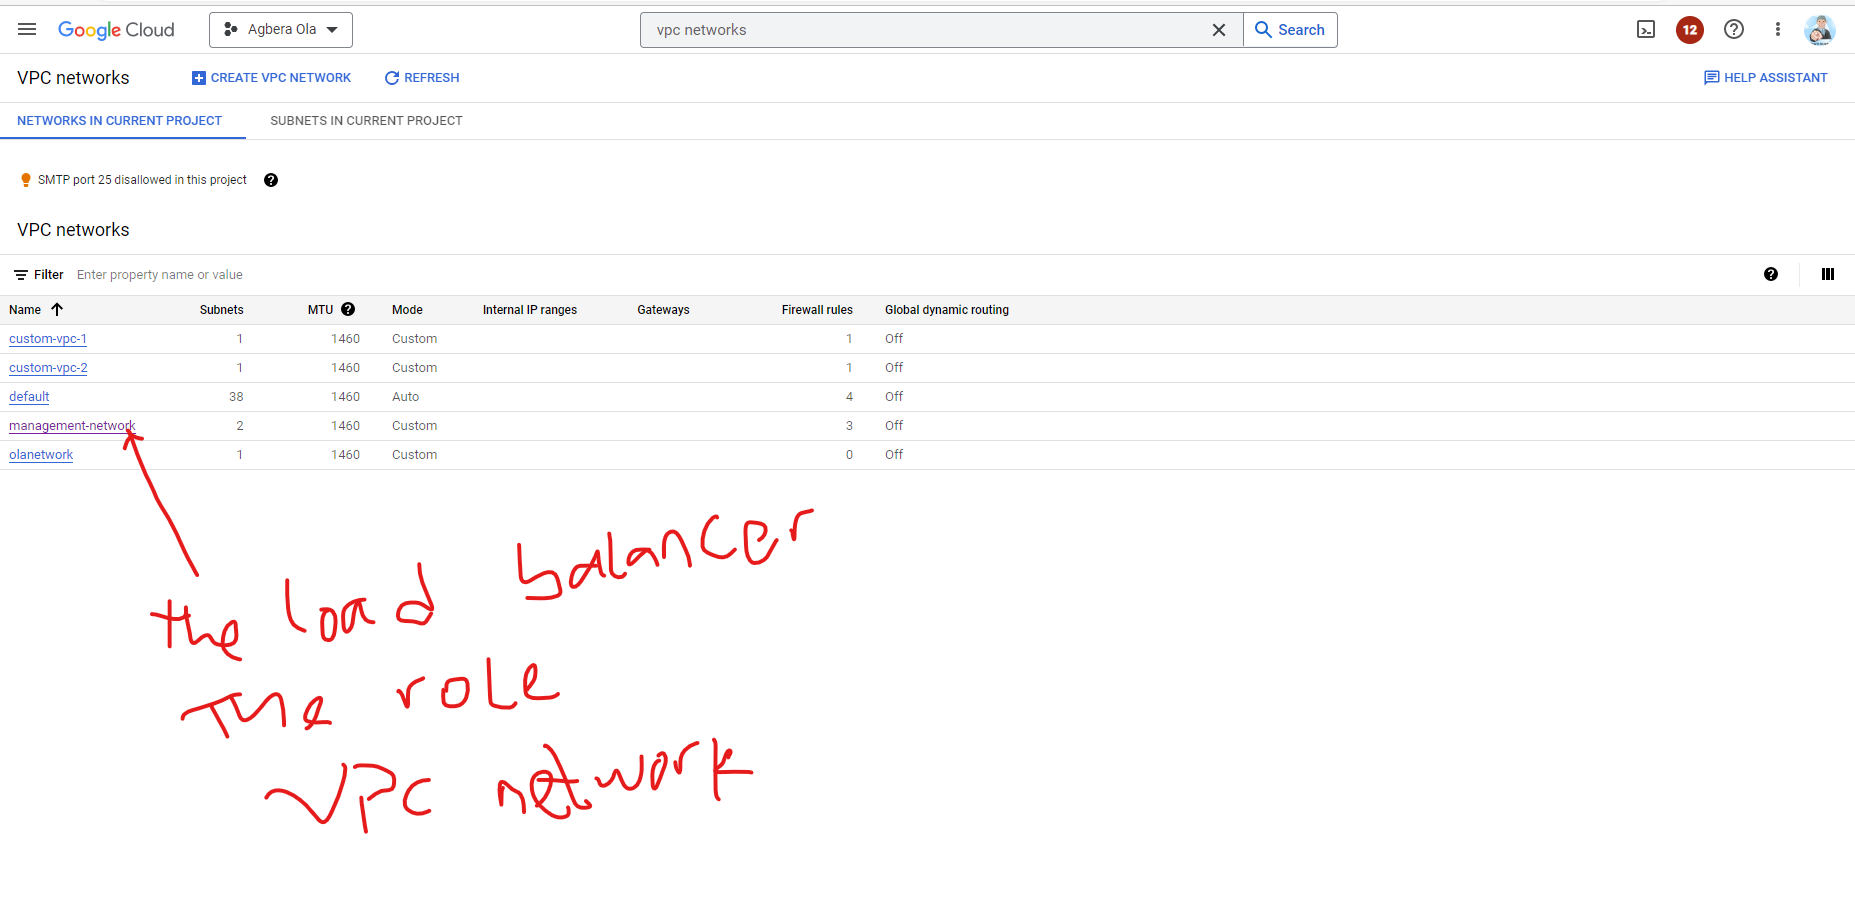 Google Cloud Agbera Ola vpc networks Search 12
VPC networks CREATE VPC NETWORK REFRESH HELP ASSISTANT
NETWORKS IN CURRENT PROJECT SUBNETS IN CURRENT PROJECT
SMTP port 25 disallowed in this project
VPC networks
Filter Enter property name or value
Name Subnets MTU Mode Internal IP ranges Gateways Firewall rules Global dynamic routing
custom-vpc-1 1 1460 Custom 1 Off
custom-vpc-2 1 1460 Custom 1 Off
default 38 1460 Auto 4 Off
management-network 2 1460 Custom 3 Off
olanetwork 1 1460 Custom 0 Off
the load balancer
The role
VPC network